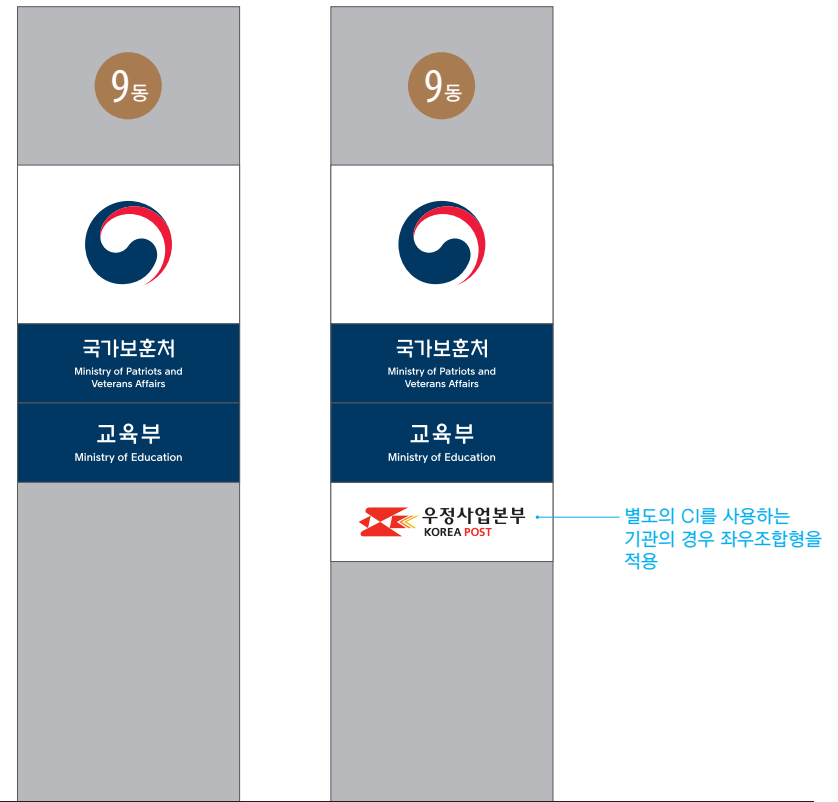 9동
국가보훈처
Ministry of Patriots and
Veterans Affairs
교육부
Ministry of Education
9동
국가보훈처
Ministry of Patriots and
Veterans Affairs
교육부
Ministry of Education
우정사업본부
KOREA POST
별도의 CI를 사용하는
기관의 경우 좌우조합형을
적용